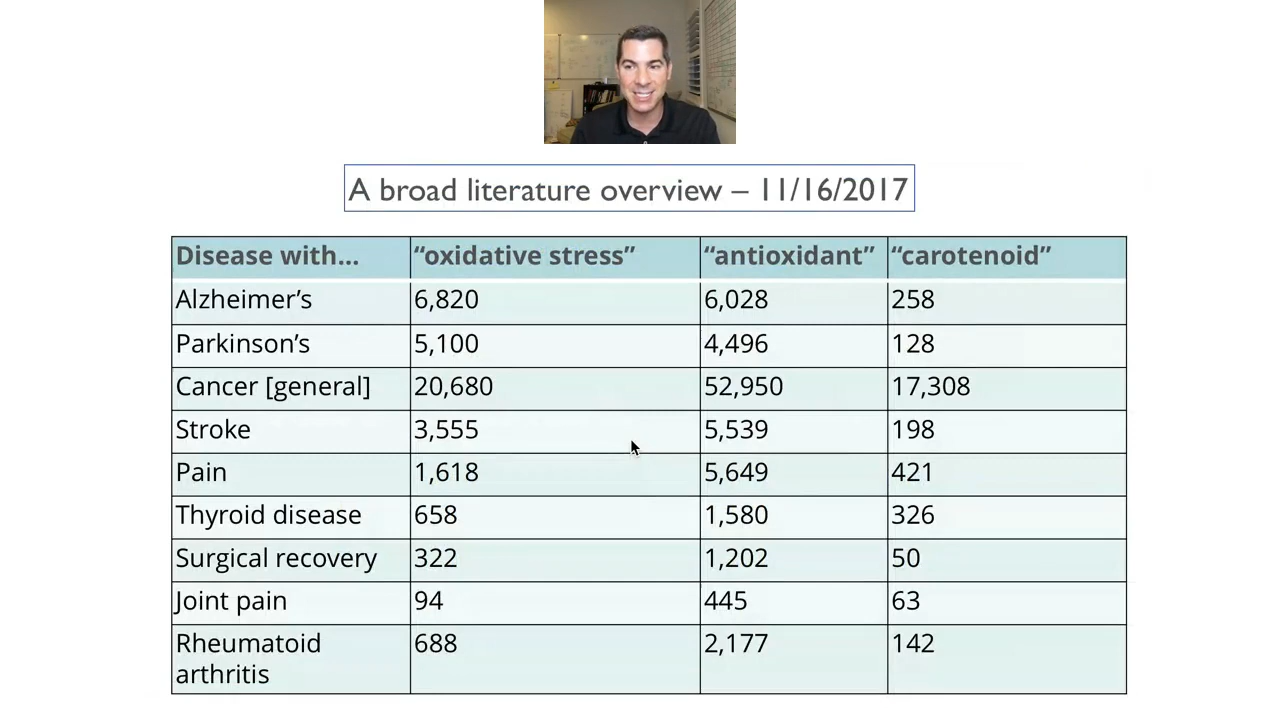 A broad literature overview – 11/16/2017
Disease with... “oxidative stress” “antioxidant” “carotenoid”
Alzheimer’s 6,820 6,028 258
Parkinson’s 5,100 4,496 128
Cancer [general] 20,680 52,950 17,308
Stroke 3,555 5,539 198
Pain 1,618 5,649 421
Thyroid disease 658 1,580 326
Surgical recovery 322 1,202 50
Joint pain 94 445 63
Rheumatoid 688 2,177 142
arthritis